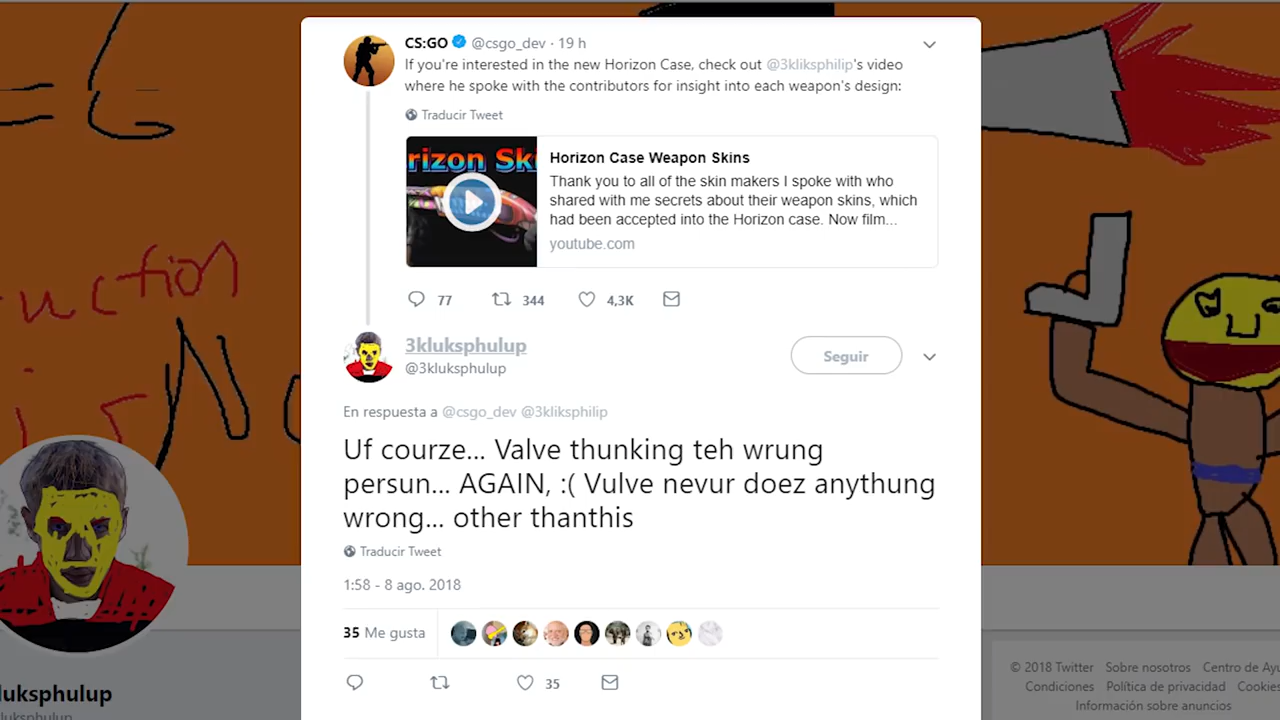 CS:GO @csgo_dev · 19 h
If you're interested in the new Horizon Case, check out @3kliksphilip's video
where he spoke with the contributors for insight into each weapon's design:
Traducir Tweet
rizon Ski
Horizon Case Weapon Skins
Thank you to all of the skin makers I spoke with who
shared with me secrets about their weapon skins, which
had been accepted into the Horizon case. Now film...
youtube.com
77 344 4,3K
3kluksphulup
@3kluksphulup
Seguir
En respuesta a @csgo_dev @3kliksphilip
Uf courze... Valve thunking teh wrung
persun... AGAIN, :( Vulve nevur doez anythung
wrong... other thanthis
Traducir Tweet
1:58 - 8 ago. 2018
35 Me gusta
35
uction
luksphulup
kluksphulup
© 2018 Twitter Sobre nosotros Centro de Ayu
Condiciones Política de privacidad Cookies
Información sobre anuncios